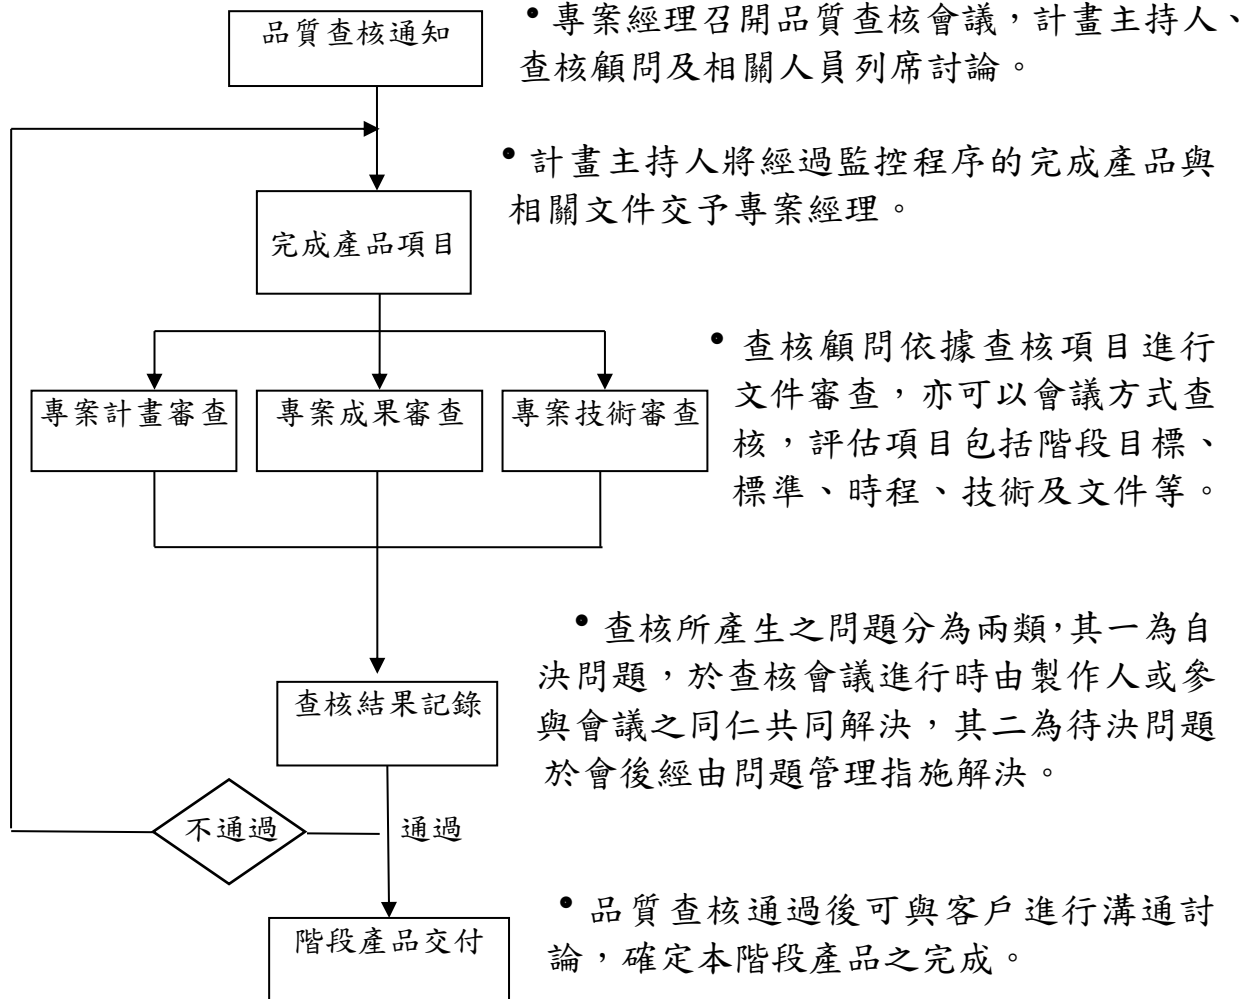 品質查核通知
•專案經理召開品質查核會議，計畫主持人、
查核顧問及相關人員列席討論。
•計畫主持人將經過監控程序的完成產品與
相關文件交予專案經理。
完成產品項目
•查核顧問依據查核項目進行
文件審查，亦可以會議方式查
核，評估項目包括階段目標、
標準、時程、技術及文件等。
專案計畫審查
專案成果審查
專案技術審查
•查核所產生之問題分為兩類，其一為自
決問題，於查核會議進行時由製作人或參
與會議之同仁共同解決，其二為待決問題
於會後經由問題管理指施解決。
查核結果記錄
不通過
通過
•品質查核通過後可與客戶進行溝通討
論，確定本階段產品之完成。
階段產品交付